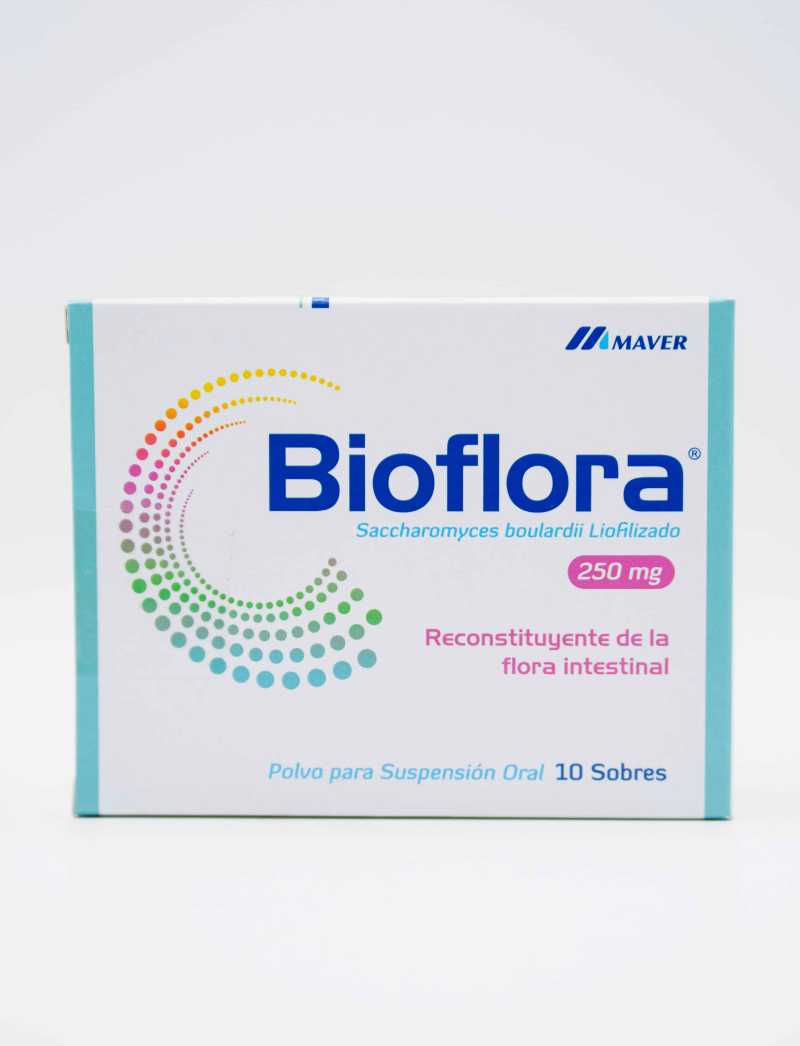 MAVER
Bioflora®
Saccharomyces boulardii Liofilizado
250 mg
Reconstituyente de la
flora intestinal
Polvo para Suspensión Oral 10 Sobres